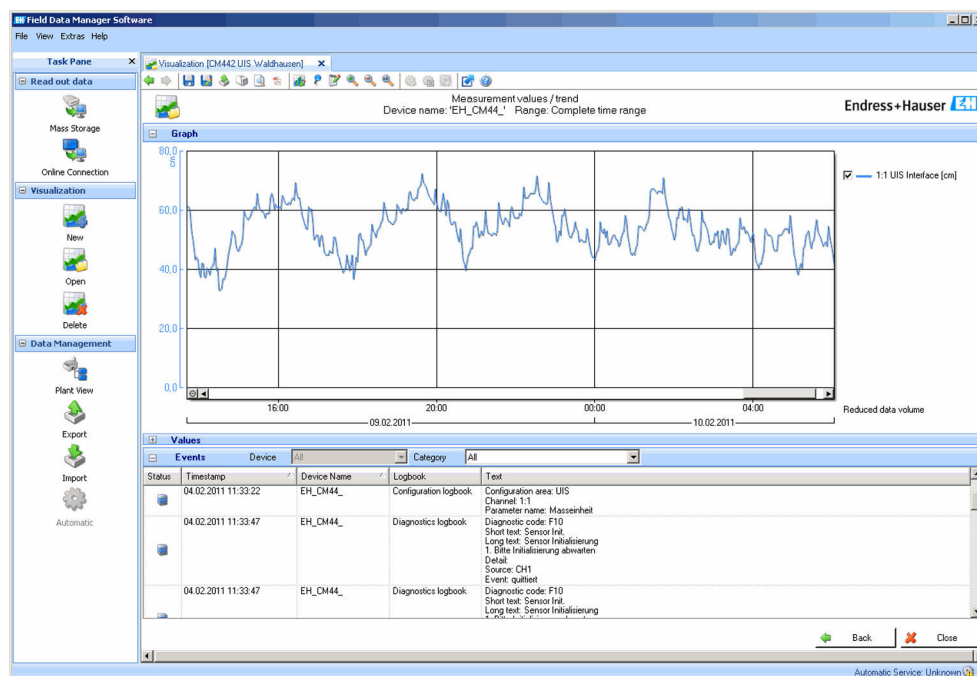 Field Data Manager Software
File View Extras Help
Task Pane X
Visualization [CM442 UIS Waldhausen] X
Read out data
Mass Storage
Online Connection
Visualization
New
Open
Delete
Data Management
Plant View
Export
Import
Automatic
Measurement values / trend
Device name: 'EH_CM44_' Range: Complete time range
Endress+Hauser EH
Graph
80,0
cm
60,0
40,0
20,0
0,0
16:00 20:00 00:00 04:00
09.02.2011 10.02.2011
1:1 UIS Interface [cm]
Reduced data volume
Values
Events Device All Category All
Status Timestamp Device Name Logbook Text
04.02.2011 11:33:22 EH_CM44_ Configuration logbook Configuration area: UIS
Channel: 1:1
Parameter name: Masseinheit
04.02.2011 11:33:47 EH_CM44_ Diagnostics logbook Diagnostic code: F10
Short text: Sensor Init.
Long text: Sensor Initialisierung
1. Bitte Initialisierung abwarten
Detail:
Source: CH1
Event: quittiert
04.02.2011 11:33:47 EH_CM44_ Diagnostics logbook Diagnostic code: F10
Short text: Sensor Init.
Long text: Sensor Initialisierung
Back Close
Automatic Service: Unknown